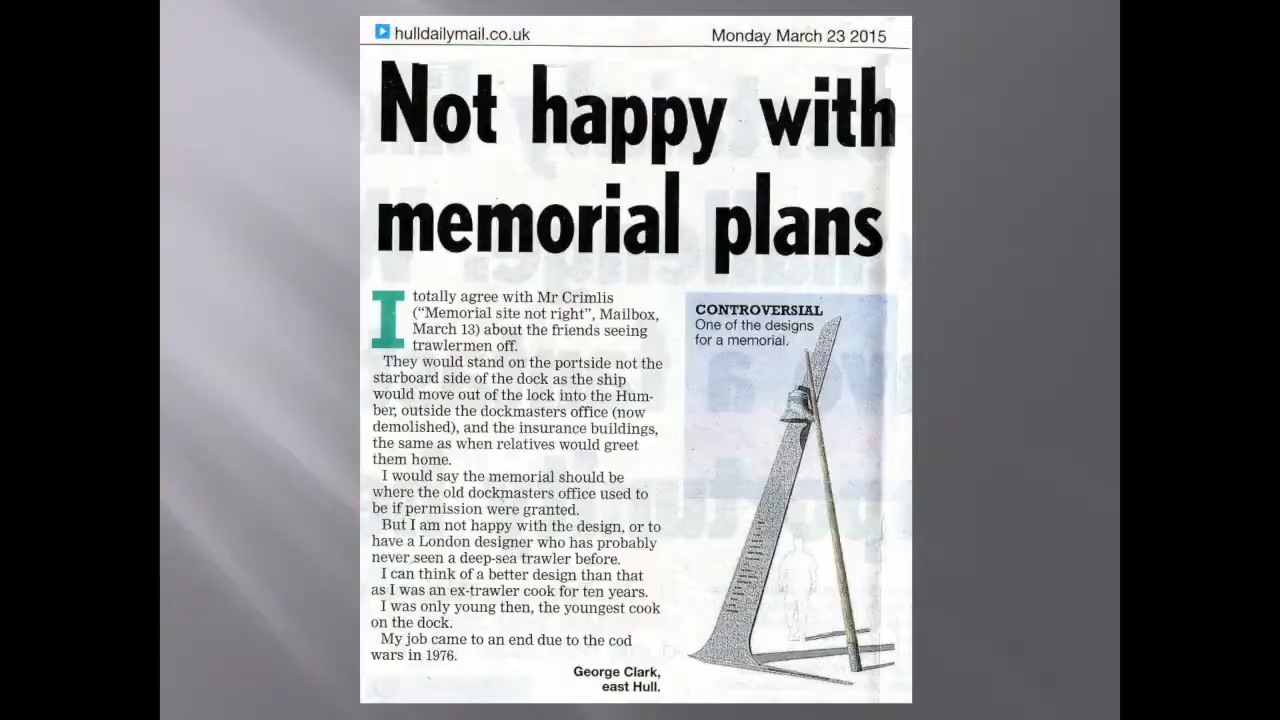 hulldailymail.co.uk Monday March 23 2015
Not happy with
memorial plans
I totally agree with Mr Crimlis
("Memorial site not right", Mailbox,
March 13) about the friends seeing
trawlermen off.
They would stand on the portside not the
starboard side of the dock as the ship
would move out of the lock into the Hum-
ber, outside the dockmasters office (now
demolished), and the insurance buildings,
the same as when relatives would greet
them home.
I would say the memorial should be
where the old dockmasters office used to
be if permission were granted.
But I am not happy with the design, or to
have a London designer who has probably
never seen a deep-sea trawler before.
I can think of a better design than that
as I was an ex-trawler cook for ten years.
I was only young then, the youngest cook
on the dock.
My job came to an end due to the cod
wars in 1976.
George Clark,
east Hull.
CONTROVERSIAL
One of the designs
for a memorial.